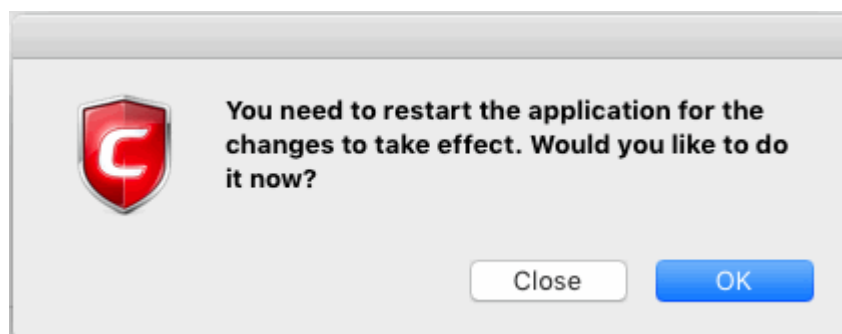 You need to restart the application for the
changes to take effect. Would you like to do
it now?
C
Close
OK